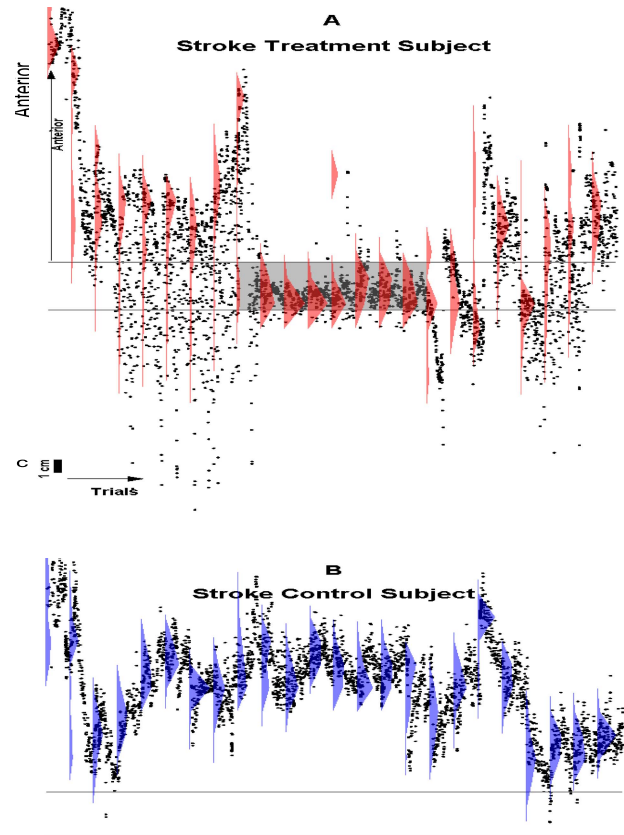 A
Stroke Treatment Subject
Anterior
Anterior
C
1 cm
Trials
B
Stroke Control Subject